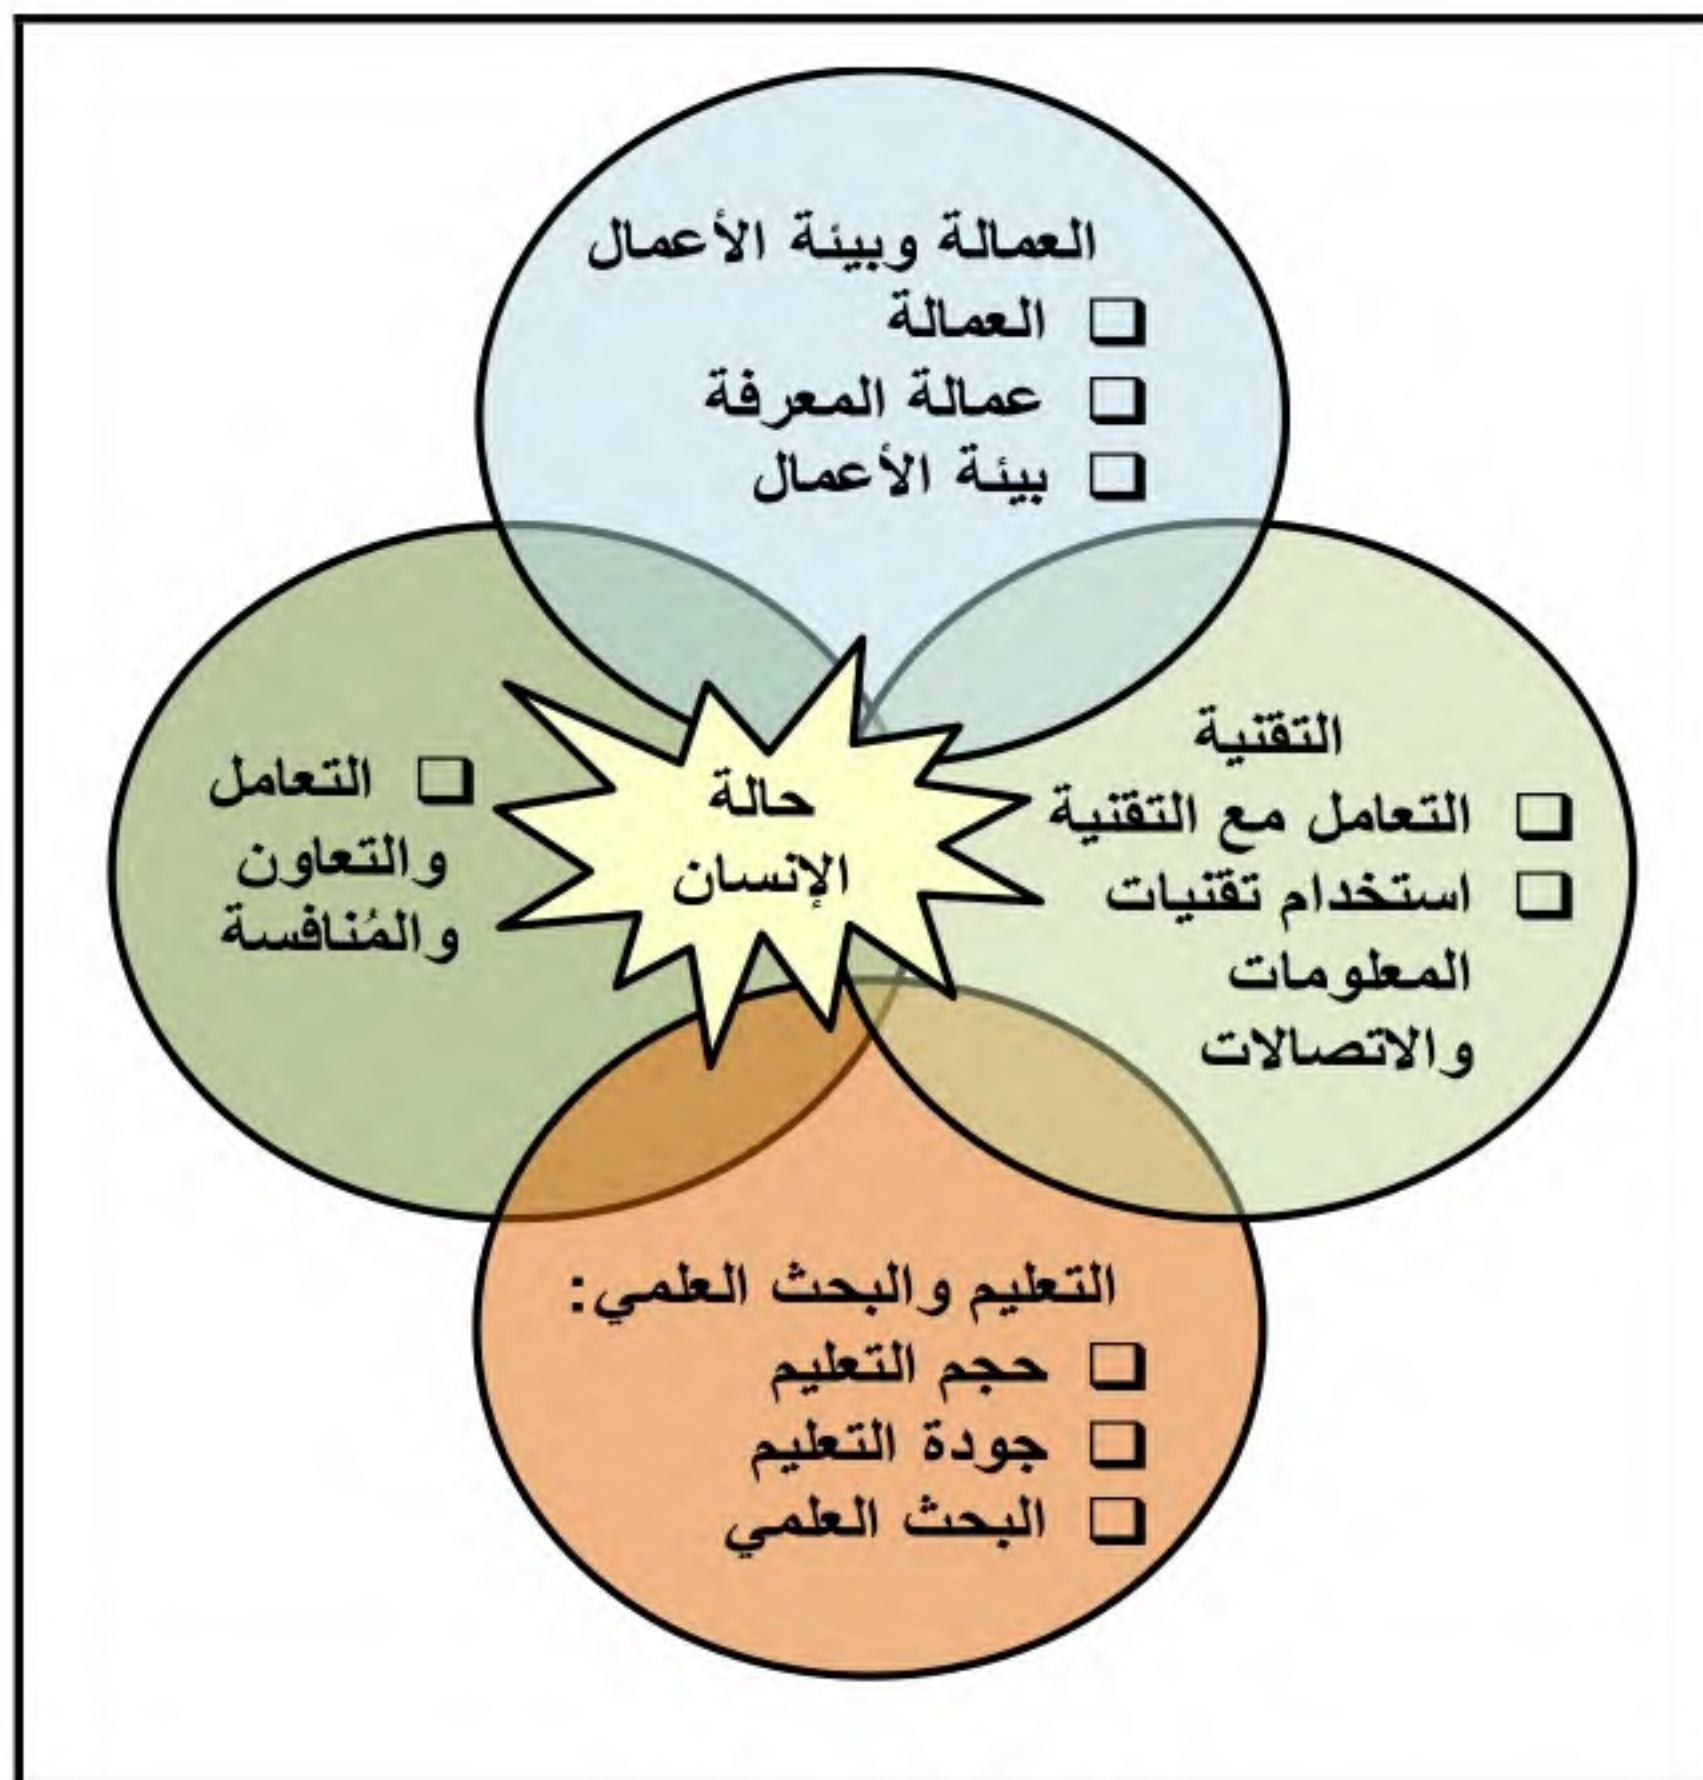 العمالة وبيئة الأعمال
❑ العمالة
❑ عمالة المعرفة
❑ بيئة الأعمال
التقنية
❑ التعامل مع التقنية
❑ استخدام تقنيات
المعلومات
والاتصالات
حالة
الإنسان
❑ التعامل
والتعاون
والمُنافسة
التعليم والبحث العلمي:
❑ حجم التعليم
❑ جودة التعليم
❑ البحث العلمي